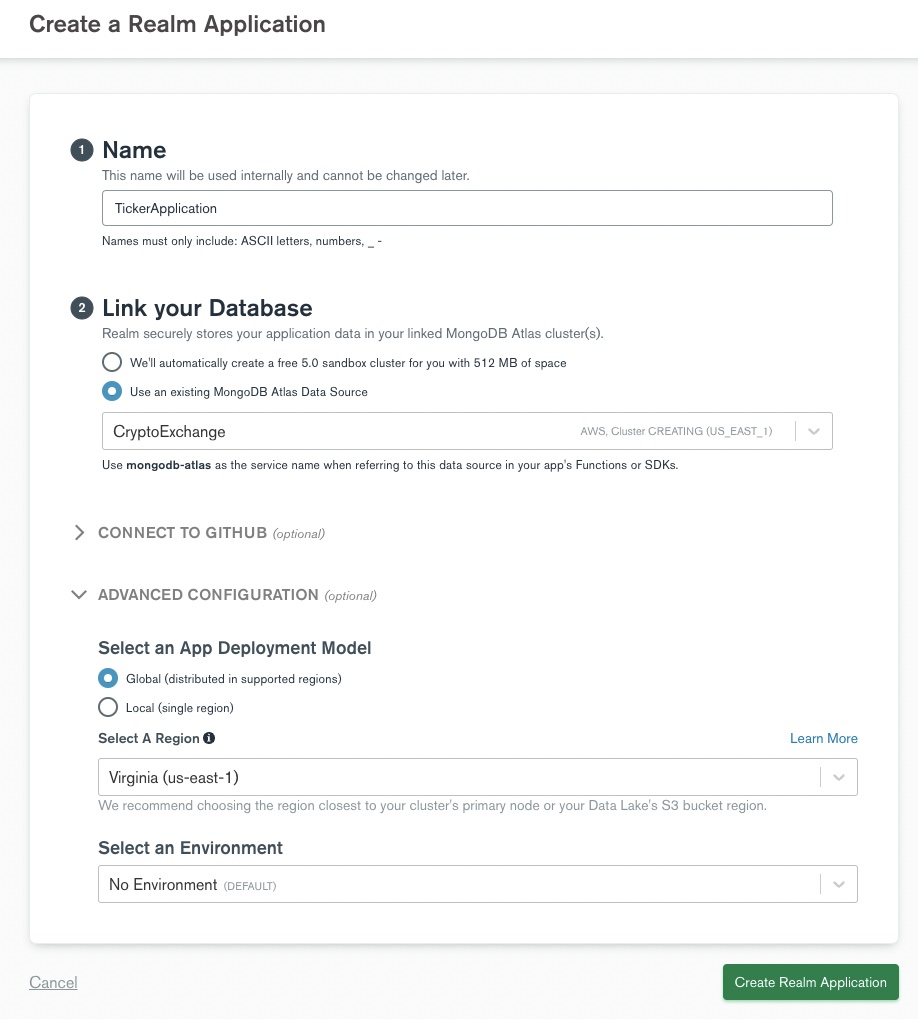 Create a Realm Application
1 Name
This name will be used internally and cannot be changed later.
TickerApplication
Names must only include: ASCII letters, numbers, _ -
2 Link your Database
Realm securely stores your application data in your linked MongoDB Atlas cluster(s).
We'll automatically create a free 5.0 sandbox cluster for you with 512 MB of space
Use an existing MongoDB Atlas Data Source
CryptoExchange AWS, Cluster CREATING (US_EAST_1)
Use mongodb-atlas as the service name when referring to this data source in your app's Functions or SDKs.
CONNECT TO GITHUB (optional)
ADVANCED CONFIGURATION (optional)
Select an App Deployment Model
Global (distributed in supported regions)
Local (single region)
Select A Region i Learn More
Virginia (us-east-1)
We recommend choosing the region closest to your cluster's primary node or your Data Lake's S3 bucket region.
Select an Environment
No Environment (DEFAULT)
Cancel Create Realm Application